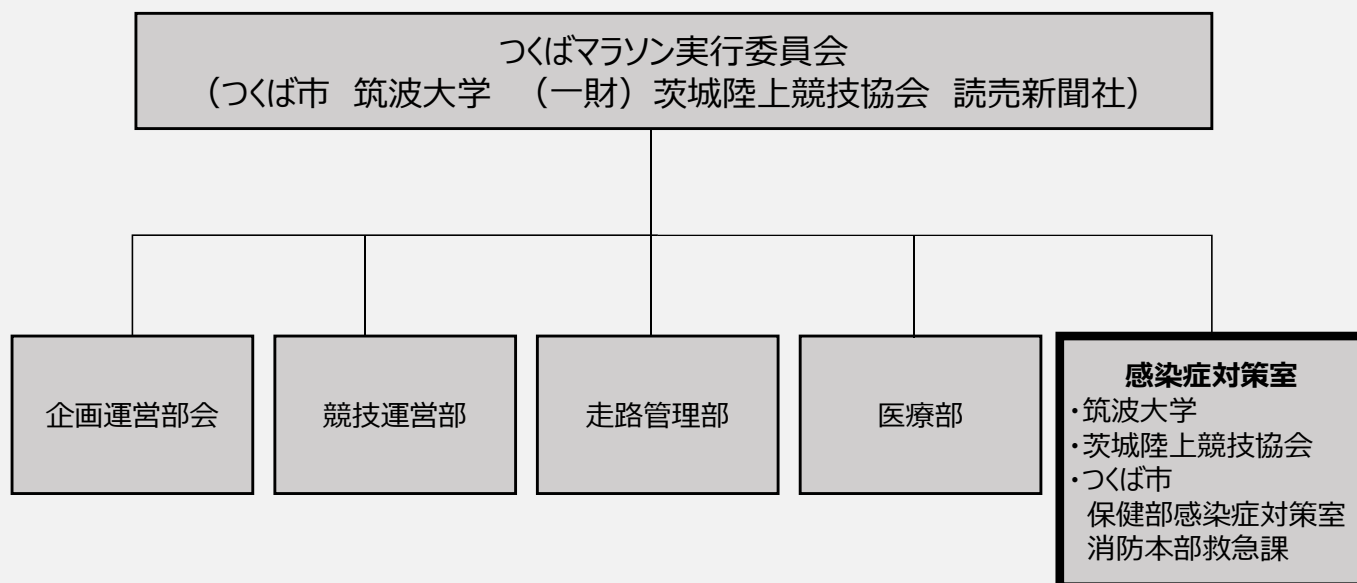 つくばマラソン実行委員会
(つくば市 筑波大学 (一財)茨城陸上競技協会 読売新聞社)
企画運営部会
競技運営部
走路管理部
医療部
感染症対策室
・筑波大学
・茨城陸上競技協会
・つくば市
保健部感染症対策室
消防本部救急課